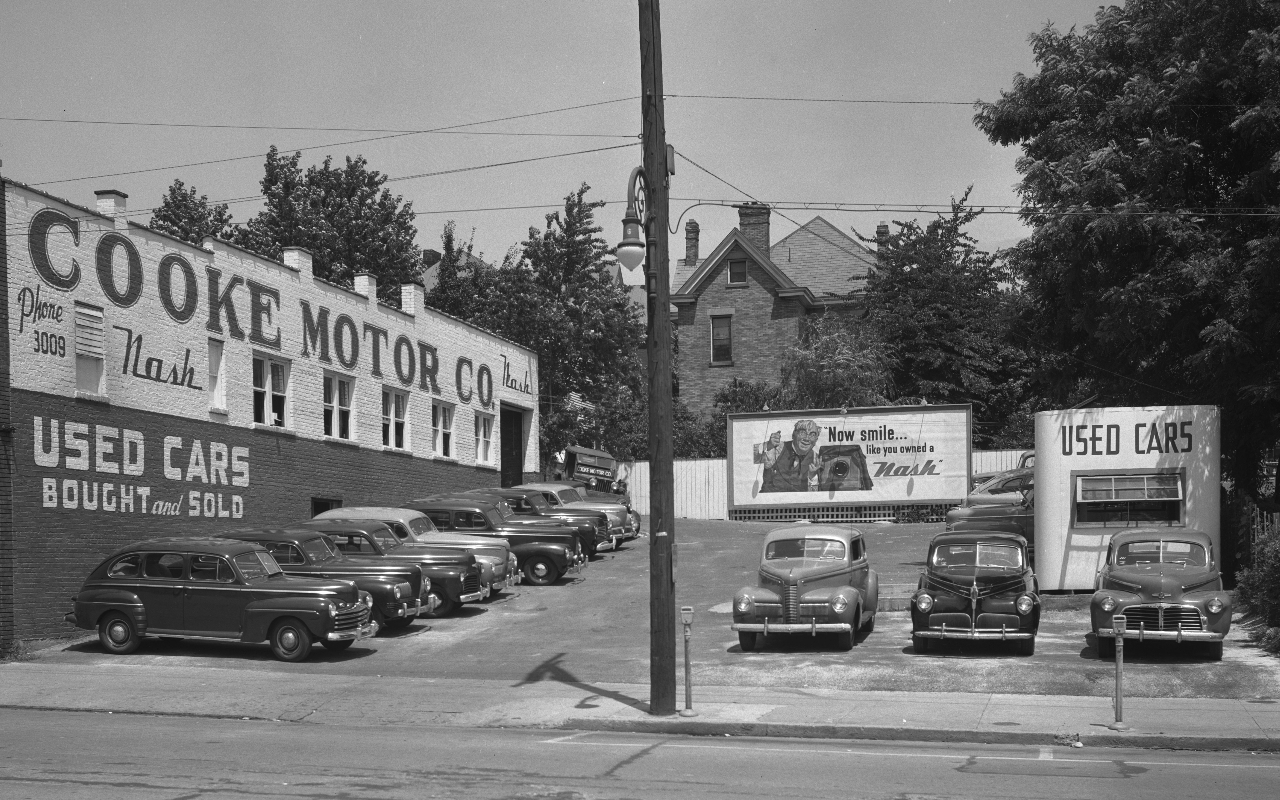 COOKE MOTOR CO
Phone
3009
Nash
Nash
USED CARS
BOUGHT and SOLD
"Now smile...
like you owned a
Nash"
USED CARS